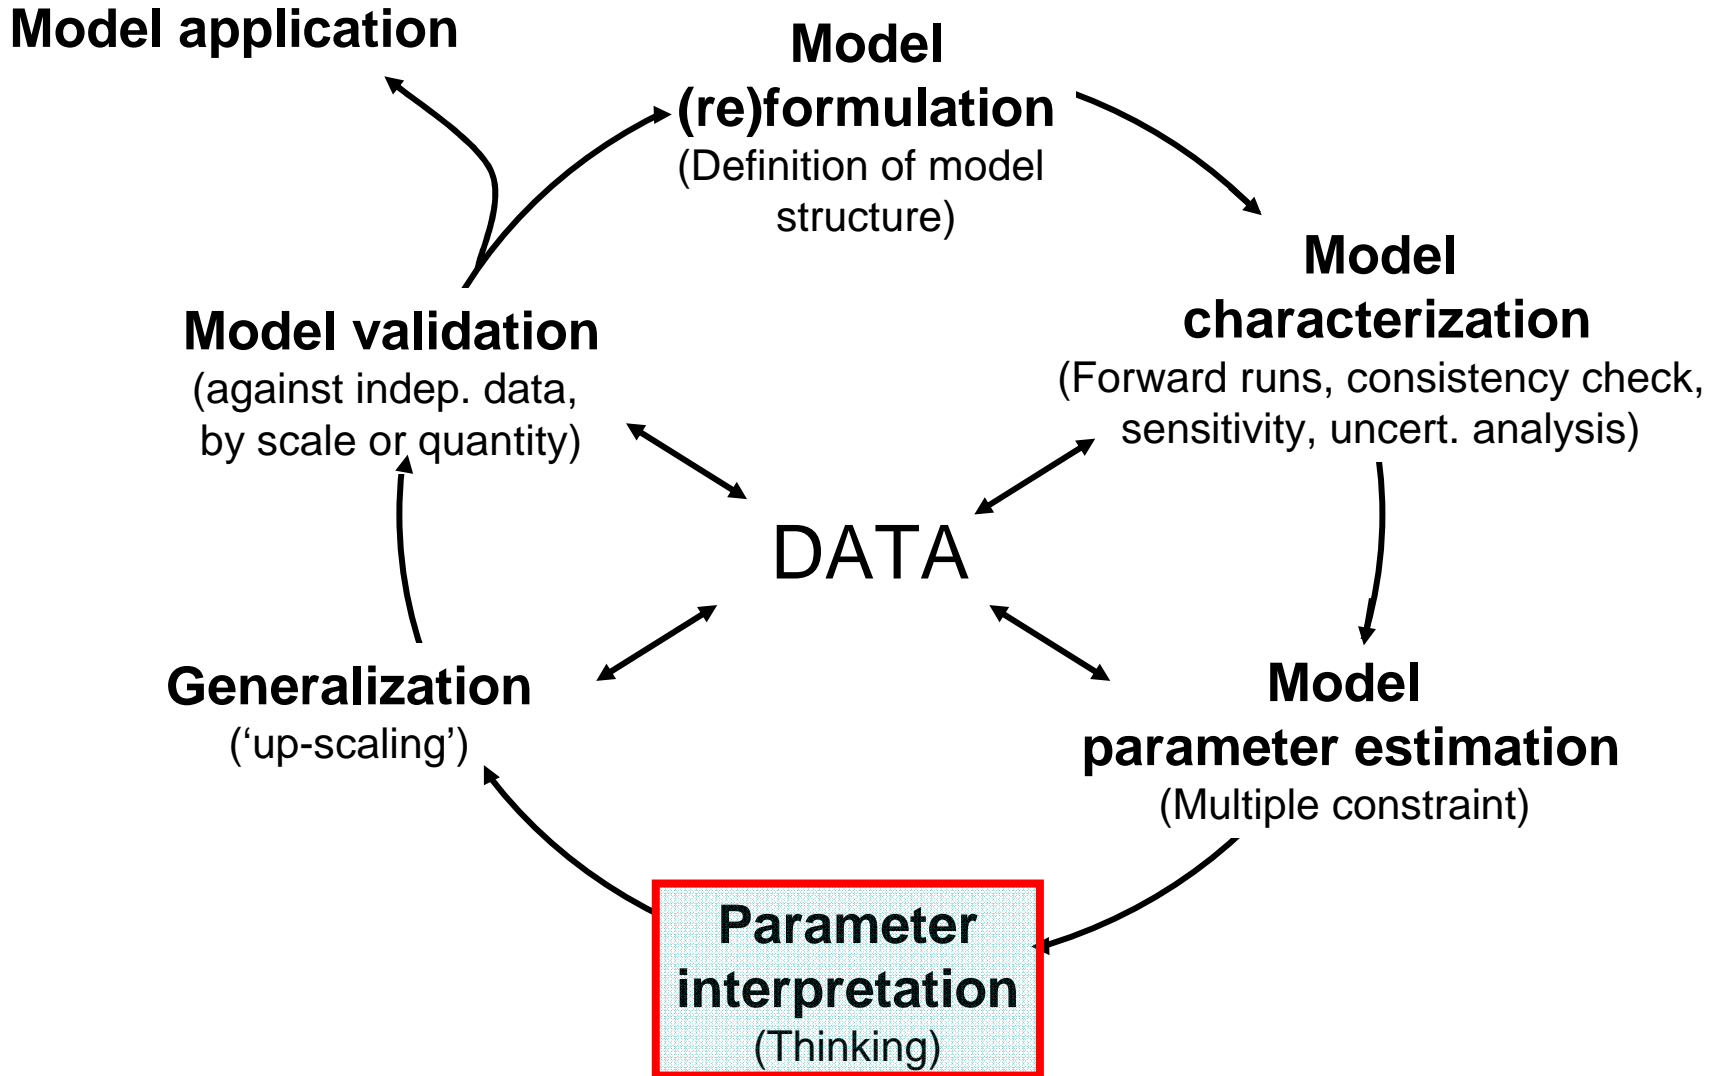 Model application
Model
(re)formulation
(Definition of model
structure)
Model
characterization
(Forward runs, consistency check,
sensitivity, uncert. analysis)
Model validation
(against indep. data,
by scale or quantity)
DATA
Generalization
(‘up-scaling’)
Model
parameter estimation
(Multiple constraint)
Parameter
interpretation
(Thinking)